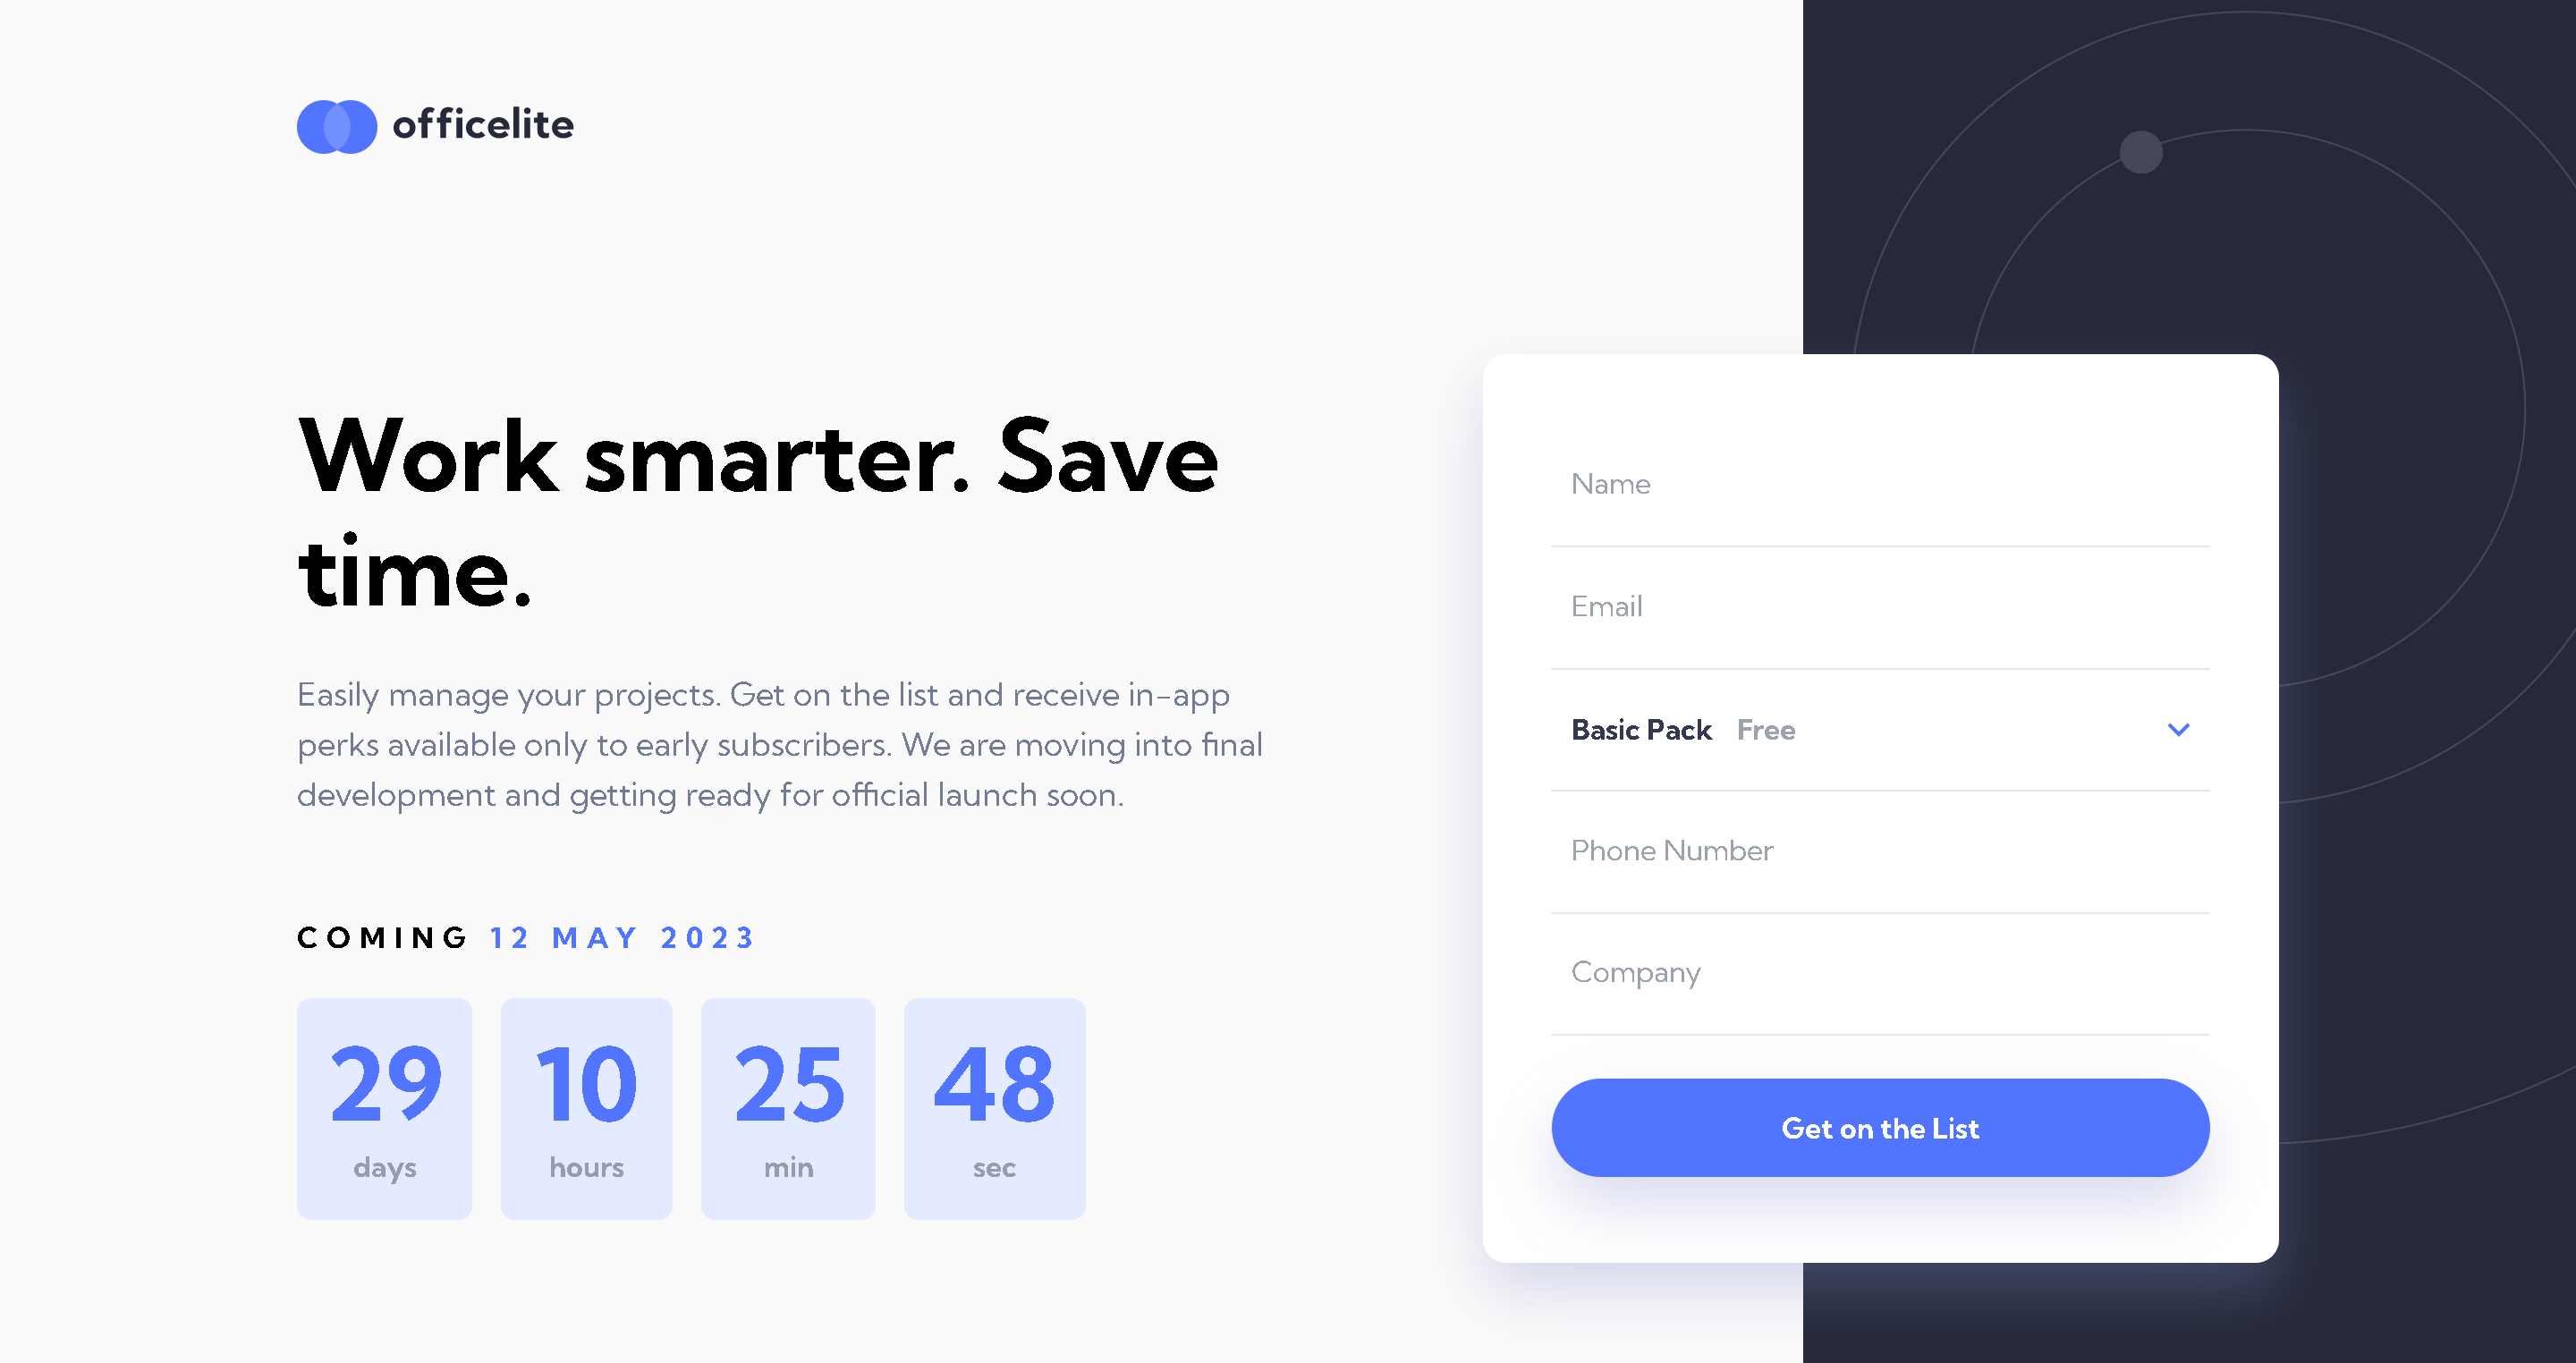 officelite
Work smarter. Save
time.
Easily manage your projects. Get on the list and receive in-app
perks available only to early subscribers. We are moving into final
development and getting ready for official launch soon.
COMING 12 MAY 2023
29 10 25 48
days hours min sec
Name
Email
Basic Pack Free
Phone Number
Company
Get on the List